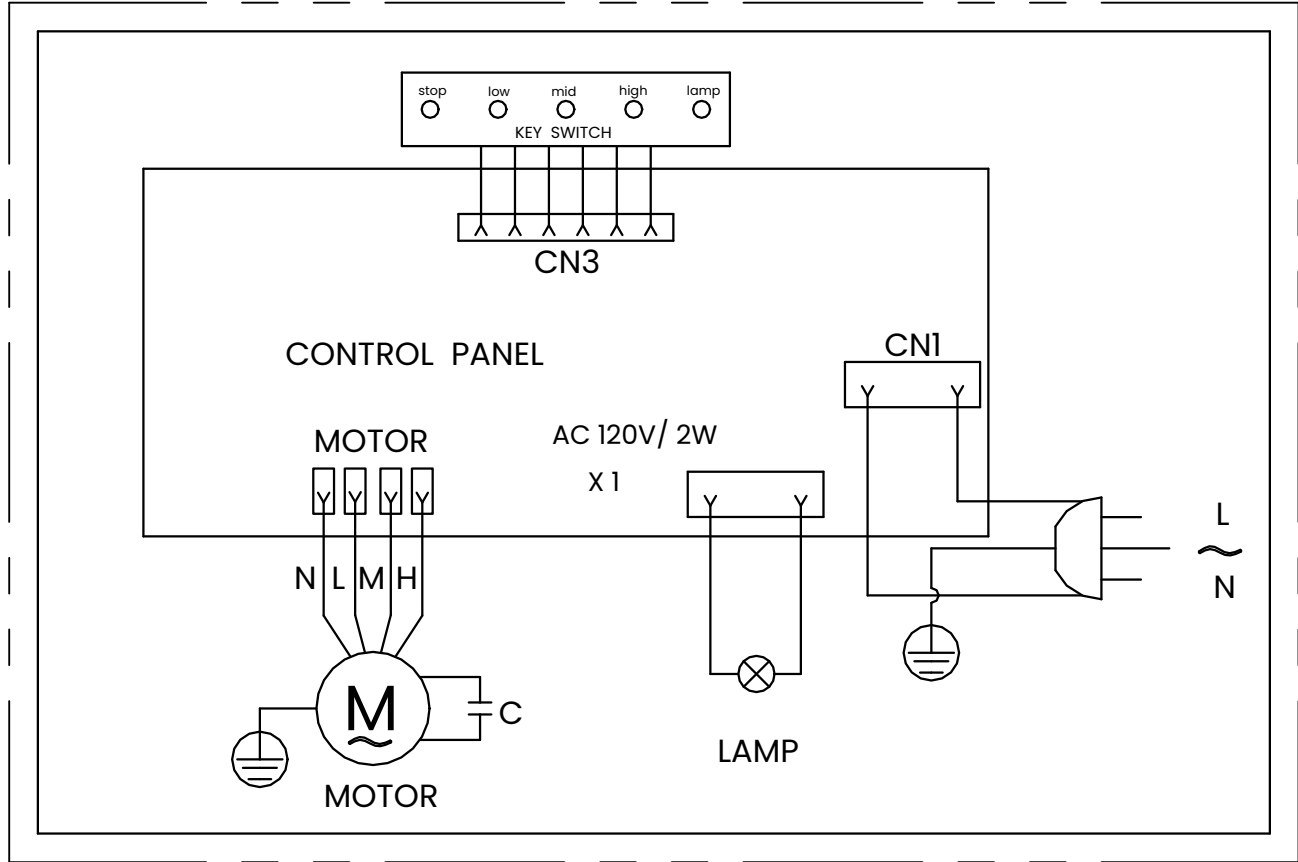 stop low mid high lamp
KEY SWITCH
CN3
CONTROL PANEL
CN1
MOTOR
AC 120V/ 2W
X 1
L
N
N L M H
M
C
LAMP
MOTOR